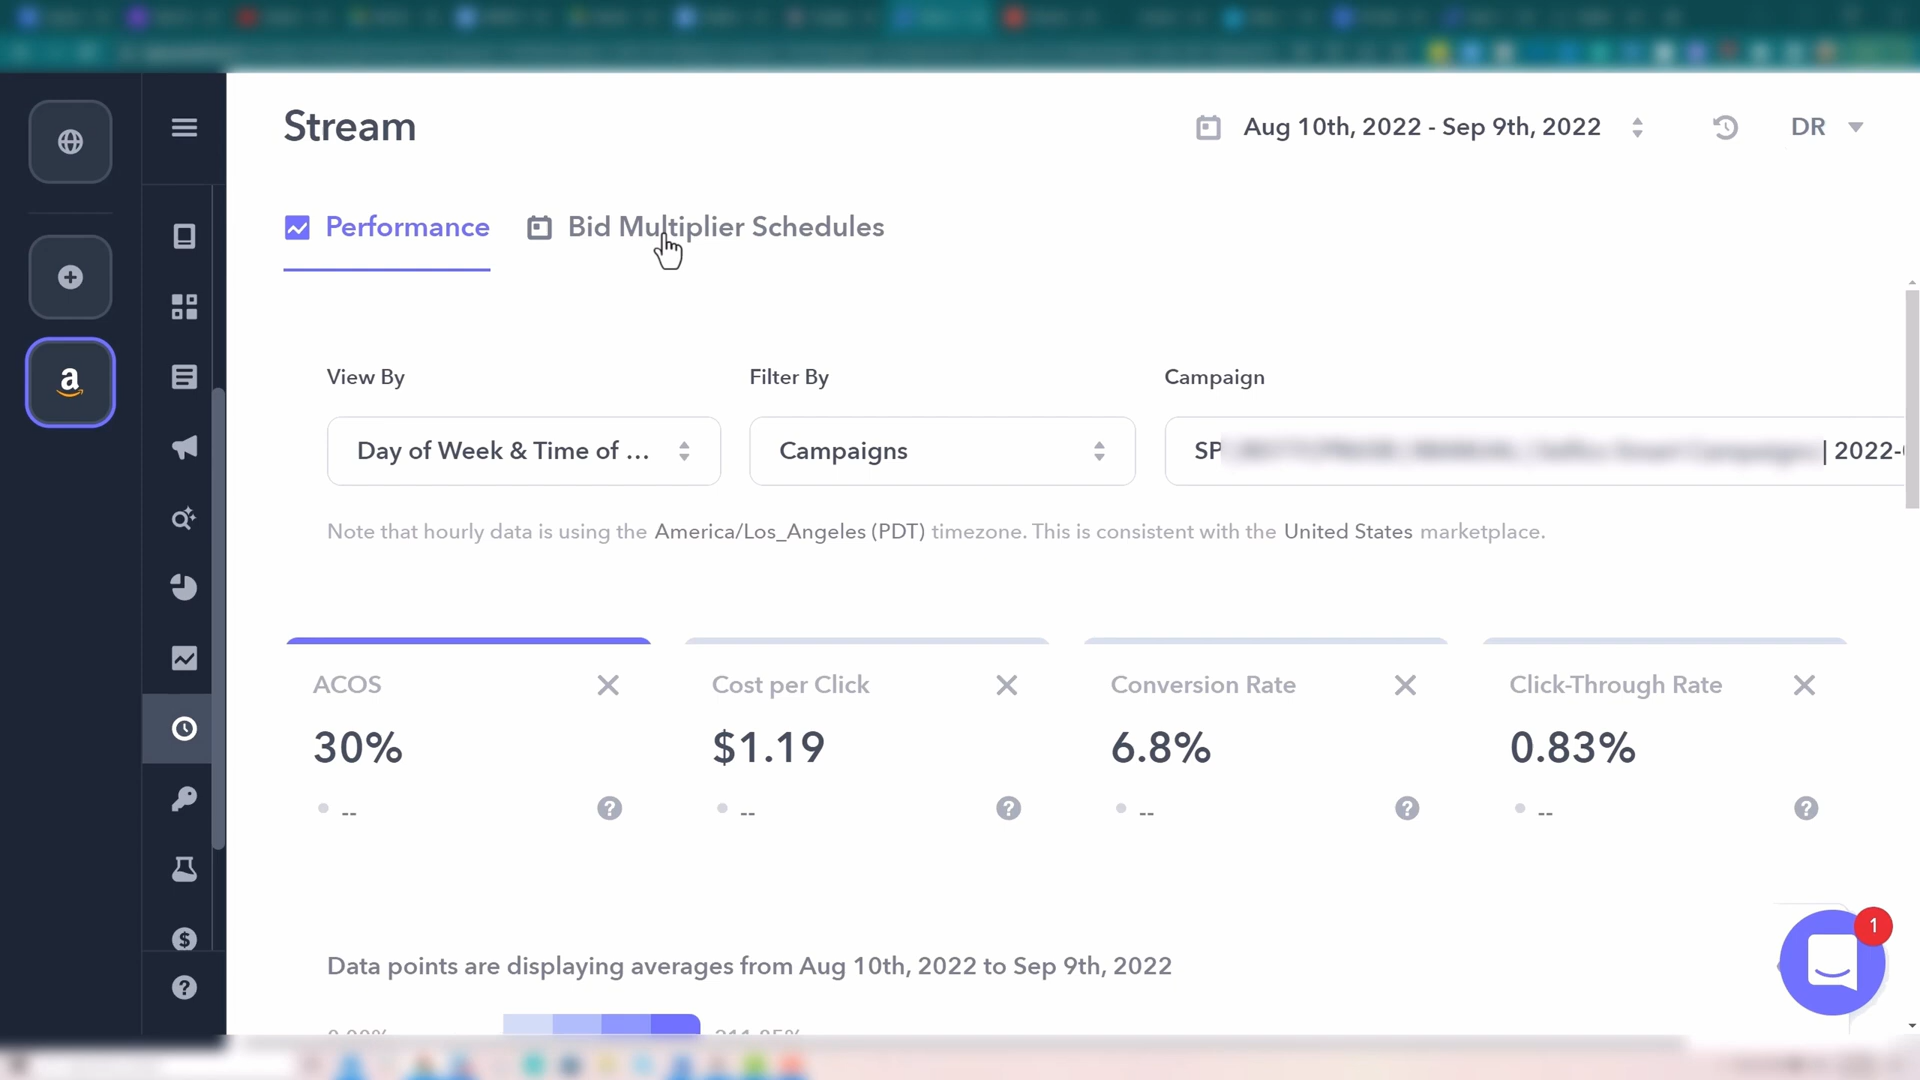 Stream
Aug 10th, 2022 - Sep 9th, 2022
DR
Performance
Bid Multiplier Schedules
View By
Filter By
Campaign
Day of Week & Time of ...
Campaigns
SP | 2022-
Note that hourly data is using the America/Los_Angeles (PDT) timezone. This is consistent with the United States marketplace.
ACOS
Cost per Click
Conversion Rate
Click-Through Rate
30%
$1.19
6.8%
0.83%
--
--
--
--
1
Data points are displaying averages from Aug 10th, 2022 to Sep 9th, 2022